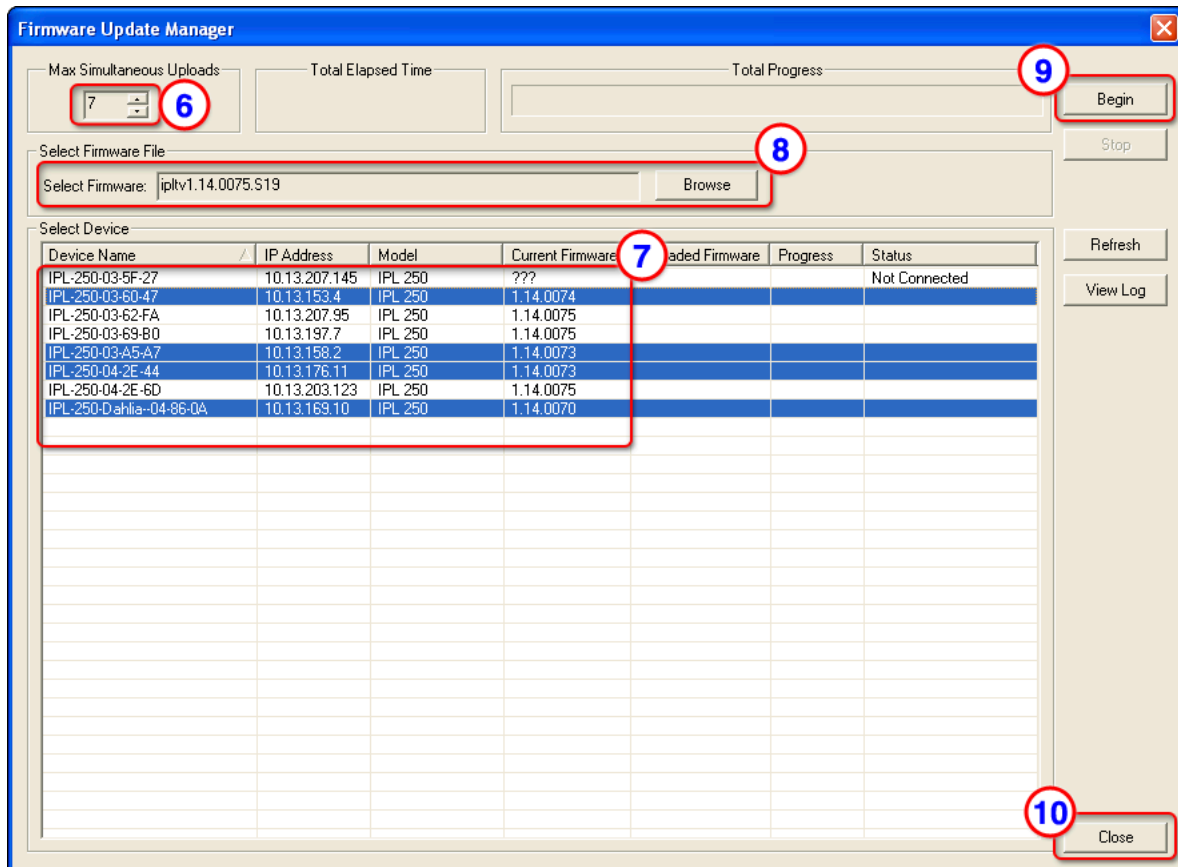 Firmware Update Manager
Max Simultaneous Uploads
Total Elapsed Time
Total Progress
9
7
6
Begin
Stop
Select Firmware File
8
Select Firmware: ipltv1.14.0075.S19 Browse
Select Device
Device Name IP Address Model Current Firmware 7 aded Firmware Progress Status
IPL-250-03-5F-27 10.13.207.145 IPL 250 ??? Not Connected
IPL-250-03-60-47 10.13.153.4 IPL 250 1.14.0074
IPL-250-03-62-FA 10.13.207.95 IPL 250 1.14.0075
IPL-250-03-69-B0 10.13.197.7 IPL 250 1.14.0075
IPL-250-03-A5-A7 10.13.158.2 IPL 250 1.14.0073
IPL-250-04-2E-44 10.13.176.11 IPL 250 1.14.0073
IPL-250-04-2E-6D 10.13.203.123 IPL 250 1.14.0075
IPL-250-Dahlia--04-86-0A 10.13.169.10 IPL 250 1.14.0070
Refresh
View Log
10
Close